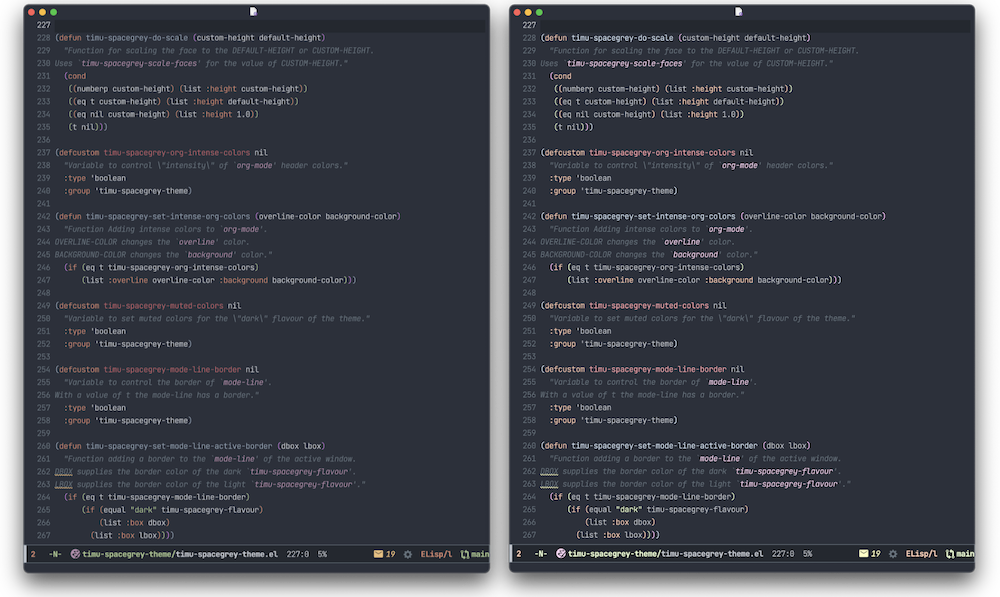 227
228 (defun timu-spacegrey-do-scale (custom-height default-height)
229   "Function for scaling the face to the DEFAULT-HEIGHT or CUSTOM-HEIGHT.
230 Uses `timu-spacegrey-scale-faces' for the value of CUSTOM-HEIGHT."
231   (cond
232    ((numberp custom-height) (list :height custom-height))
233    ((eq t custom-height) (list :height default-height))
234    ((eq nil custom-height) (list :height 1.0))
235    (t nil)))
236
237 (defcustom timu-spacegrey-org-intense-colors nil
238   "Variable to control \"intensity\" of `org-mode' header colors."
239   :type 'boolean
240   :group 'timu-spacegrey-theme)
241
242 (defun timu-spacegrey-set-intense-org-colors (overline-color background-color)
243   "Function Adding intense colors to `org-mode'.
244 OVERLINE-COLOR changes the `overline' color.
245 BACKGROUND-COLOR changes the `background' color."
246   (if (eq t timu-spacegrey-org-intense-colors)
247       (list :overline overline-color :background background-color)))
248
249 (defcustom timu-spacegrey-muted-colors nil
250   "Variable to set muted colors for the \"dark\" flavour of the theme."
251   :type 'boolean
252   :group 'timu-spacegrey-theme)
253
254 (defcustom timu-spacegrey-mode-line-border nil
255   "Variable to control the border of `mode-line'.
256 With a value of t the mode-line has a border."
257   :type 'boolean
258   :group 'timu-spacegrey-theme)
259
260 (defun timu-spacegrey-set-mode-line-active-border (dbox lbox)
261   "Function adding a border to the `mode-line' of the active window.
262 DBOX supplies the border color of the dark `timu-spacegrey-flavour'.
263 LBOX supplies the border color of the light `timu-spacegrey-flavour'."
264   (if (eq t timu-spacegrey-mode-line-border)
265       (if (equal "dark" timu-spacegrey-flavour)
266           (list :box dbox)
267         (list :box lbox))))
2 -N- timu-spacegrey-theme/timu-spacegrey-theme.el 227:0 5% 19 ELisp/l main
227
228 (defun timu-spacegrey-do-scale (custom-height default-height)
229   "Function for scaling the face to the DEFAULT-HEIGHT or CUSTOM-HEIGHT.
230 Uses `timu-spacegrey-scale-faces' for the value of CUSTOM-HEIGHT."
231   (cond
232    ((numberp custom-height) (list :height custom-height))
233    ((eq t custom-height) (list :height default-height))
234    ((eq nil custom-height) (list :height 1.0))
235    (t nil)))
236
237 (defcustom timu-spacegrey-org-intense-colors nil
238   "Variable to control \"intensity\" of `org-mode' header colors."
239   :type 'boolean
240   :group 'timu-spacegrey-theme)
241
242 (defun timu-spacegrey-set-intense-org-colors (overline-color background-color)
243   "Function Adding intense colors to `org-mode'.
244 OVERLINE-COLOR changes the `overline' color.
245 BACKGROUND-COLOR changes the `background' color."
246   (if (eq t timu-spacegrey-org-intense-colors)
247       (list :overline overline-color :background background-color)))
248
249 (defcustom timu-spacegrey-muted-colors nil
250   "Variable to set muted colors for the \"dark\" flavour of the theme."
251   :type 'boolean
252   :group 'timu-spacegrey-theme)
253
254 (defcustom timu-spacegrey-mode-line-border nil
255   "Variable to control the border of `mode-line'.
256 With a value of t the mode-line has a border."
257   :type 'boolean
258   :group 'timu-spacegrey-theme)
259
260 (defun timu-spacegrey-set-mode-line-active-border (dbox lbox)
261   "Function adding a border to the `mode-line' of the active window.
262 DBOX supplies the border color of the dark `timu-spacegrey-flavour'.
263 LBOX supplies the border color of the light `timu-spacegrey-flavour'."
264   (if (eq t timu-spacegrey-mode-line-border)
265       (if (equal "dark" timu-spacegrey-flavour)
266           (list :box dbox)
267         (list :box lbox))))
2 -N- timu-spacegrey-theme/timu-spacegrey-theme.el 227:0 5% 19 ELisp/l main